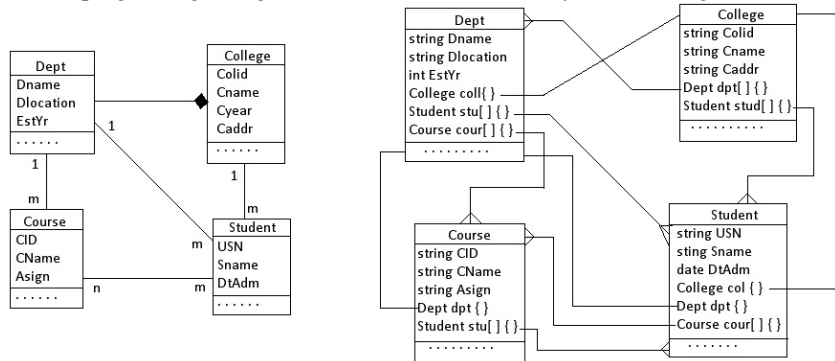 Dept
Dname
Dlocation
EstYr
. . . . . .
College
Colid
Cname
Cyear
Caddr
. . . . . .
1
1
1
m
m
m
Course
CID
CName
Asign
. . . . . .
Student
USN
Sname
DtAdm
. . . . . .
n
m
Dept
string Dname
string Dlocation
int EstYr
College coll{ }
Student stu[ ] { }
Course cour[ ] { }
. . . . . . . . .
College
string Colid
string Cname
string Caddr
Dept dpt[ ] { }
Student stud[ ] { }
. . . . . . . . . .
Course
string CID
string CName
string Asign
Dept dpt { }
Student stu[ ] { }
. . . . . . . . .
Student
string USN
sting Sname
date DtAdm
College col { }
Dept dpt { }
Course cour[ ] { }
. . . . . . .